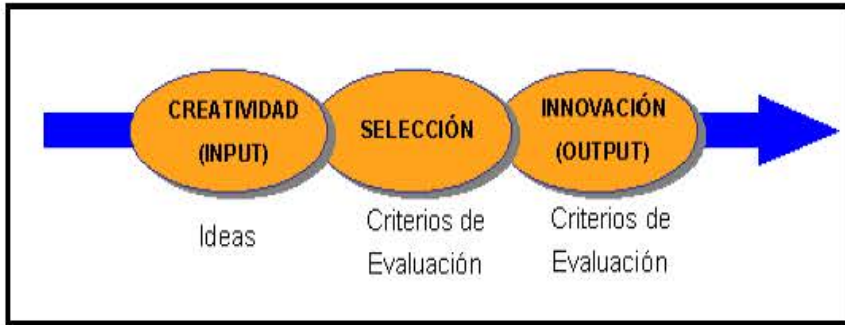 CREATIVIDAD
(INPUT)
SELECCIÓN
INNOVACIÓN
(OUTPUT)
Ideas
Criterios de
Evaluación
Criterios de
Evaluación